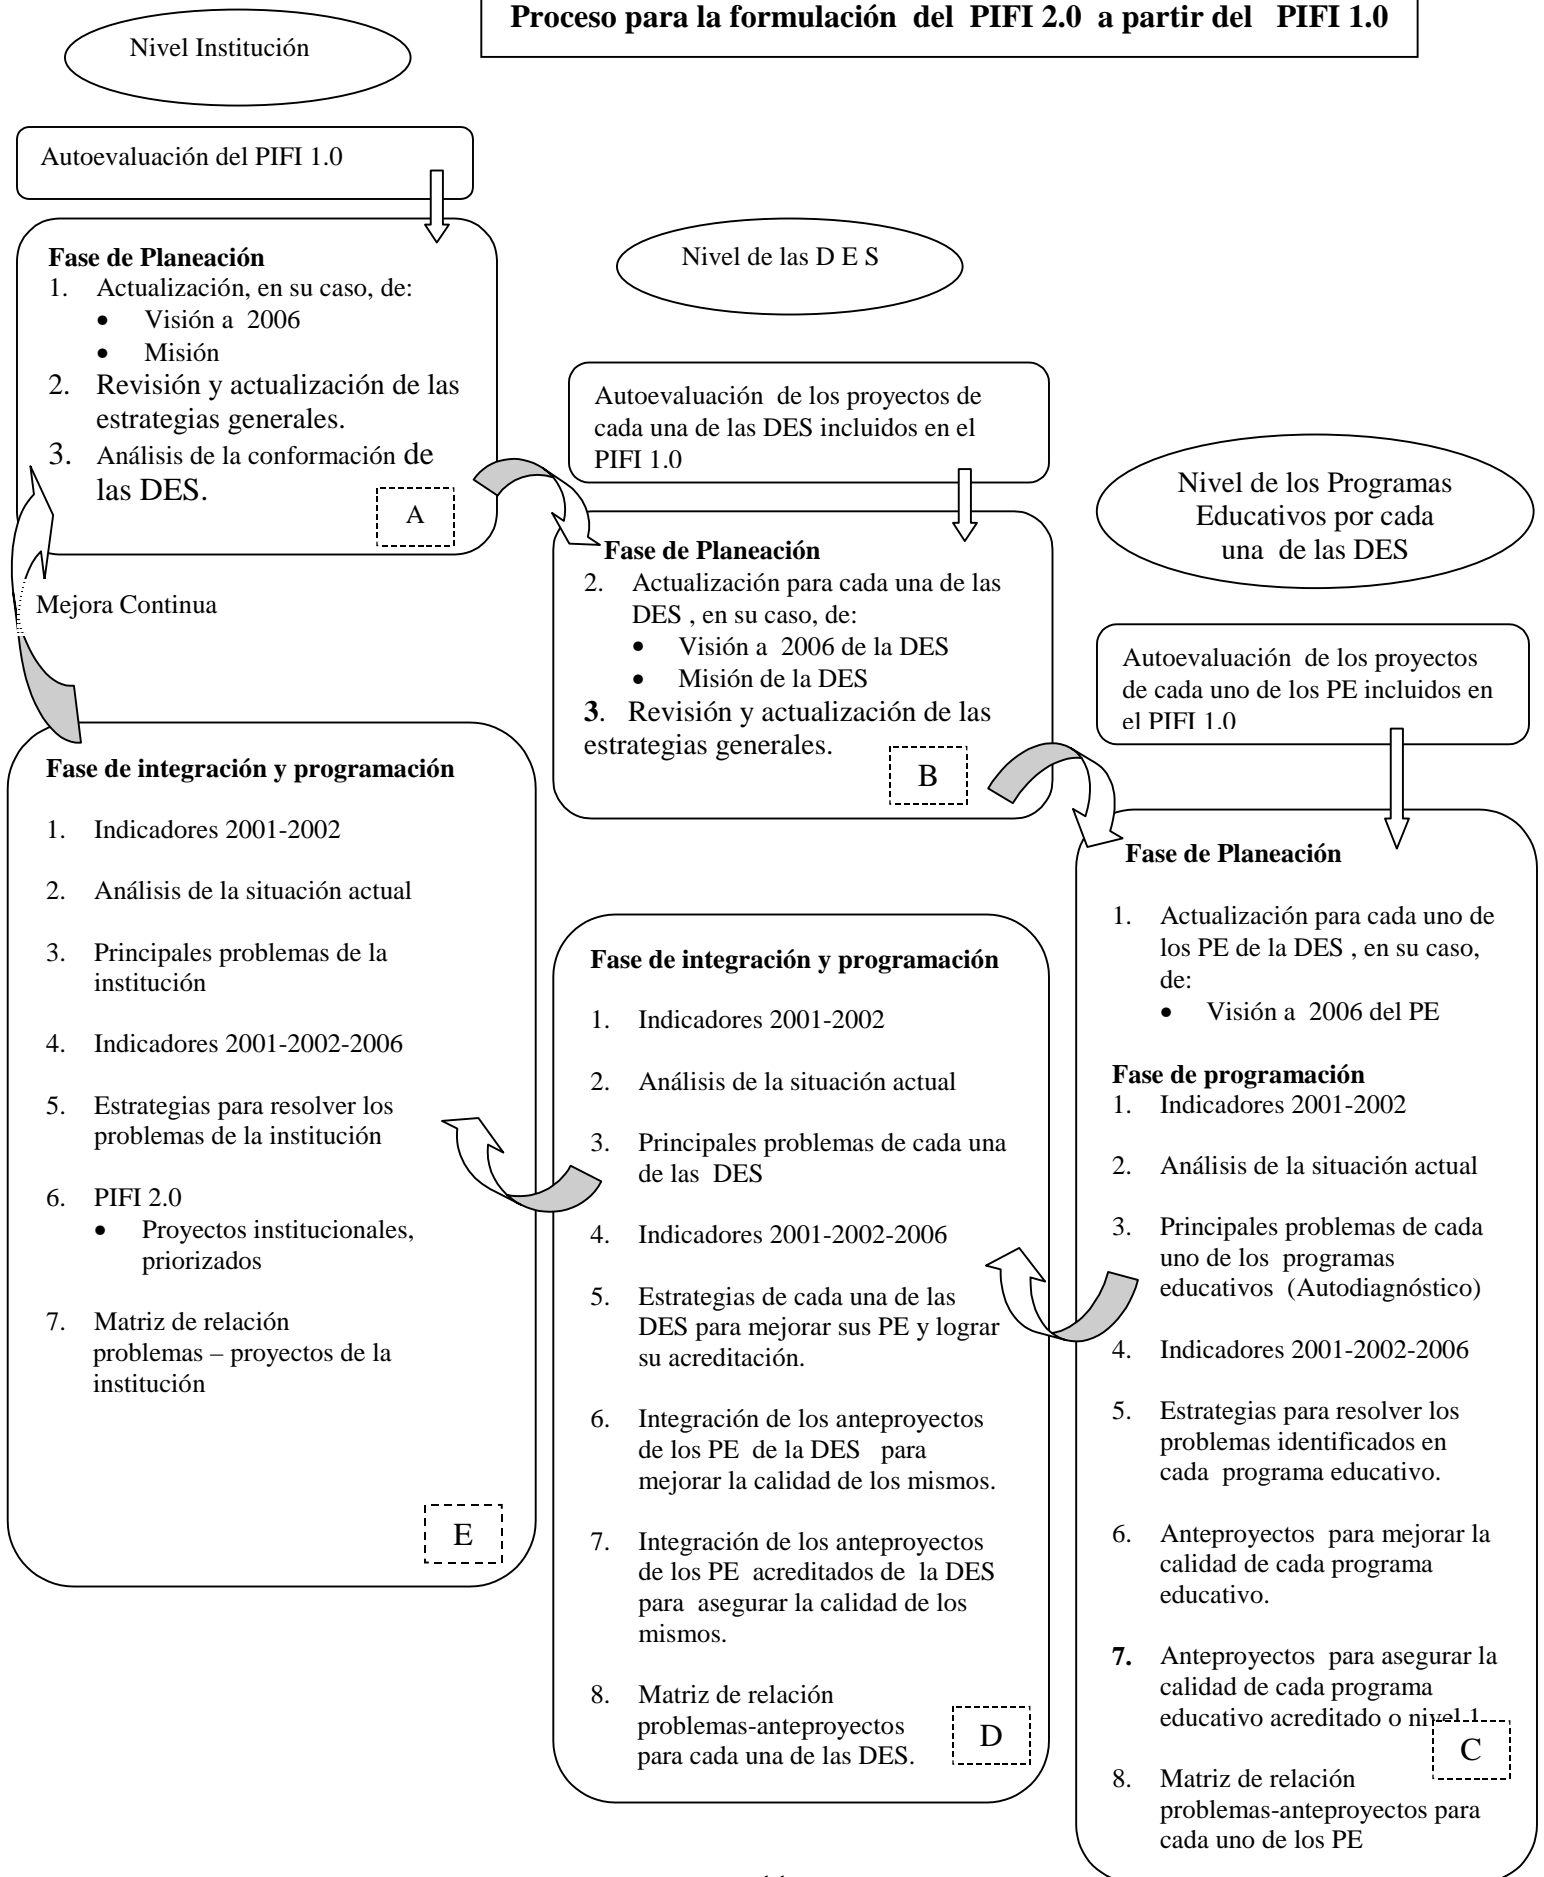 Proceso para la formulación del PIFI 2.0 a partir del PIFI 1.0
Nivel Institución
Autoevaluación del PIFI 1.0
Fase de Planeación
1. Actualización, en su caso, de:
• Visión a 2006
• Misión
2. Revisión y actualización de las
estrategias generales.
3. Análisis de la conformación de
las DES.
A
Mejora Continua
Nivel de las D E S
Autoevaluación de los proyectos de
cada una de las DES incluidos en el
PIFI 1.0
Fase de Planeación
2. Actualización para cada una de las
DES , en su caso, de:
• Visión a 2006 de la DES
• Misión de la DES
3. Revisión y actualización de las
estrategias generales.
B
Nivel de los Programas
Educativos por cada
una de las DES
Autoevaluación de los proyectos
de cada uno de los PE incluidos en
el PIFI 1.0
Fase de Planeación
1. Actualización para cada uno de
los PE de la DES , en su caso,
de:
• Visión a 2006 del PE
Fase de programación
1. Indicadores 2001-2002
2. Análisis de la situación actual
3. Principales problemas de cada
uno de los programas
educativos (Autodiagnóstico)
4. Indicadores 2001-2002-2006
5. Estrategias para resolver los
problemas identificados en
cada programa educativo.
6. Anteproyectos para mejorar la
calidad de cada programa
educativo.
7. Anteproyectos para asegurar la
calidad de cada programa
educativo acreditado o nivel 1
C
8. Matriz de relación
problemas-anteproyectos para
cada uno de los PE
Fase de integración y programación
1. Indicadores 2001-2002
2. Análisis de la situación actual
3. Principales problemas de cada una
de las DES
4. Indicadores 2001-2002-2006
5. Estrategias de cada una de las
DES para mejorar sus PE y lograr
su acreditación.
6. Integración de los anteproyectos
de los PE de la DES para
mejorar la calidad de los mismos.
7. Integración de los anteproyectos
de los PE acreditados de la DES
para asegurar la calidad de los
mismos.
8. Matriz de relación
problemas-anteproyectos
para cada una de las DES.
D
Fase de integración y programación
1. Indicadores 2001-2002
2. Análisis de la situación actual
3. Principales problemas de la
institución
4. Indicadores 2001-2002-2006
5. Estrategias para resolver los
problemas de la institución
6. PIFI 2.0
• Proyectos institucionales,
priorizados
7. Matriz de relación
problemas – proyectos de la
institución
E